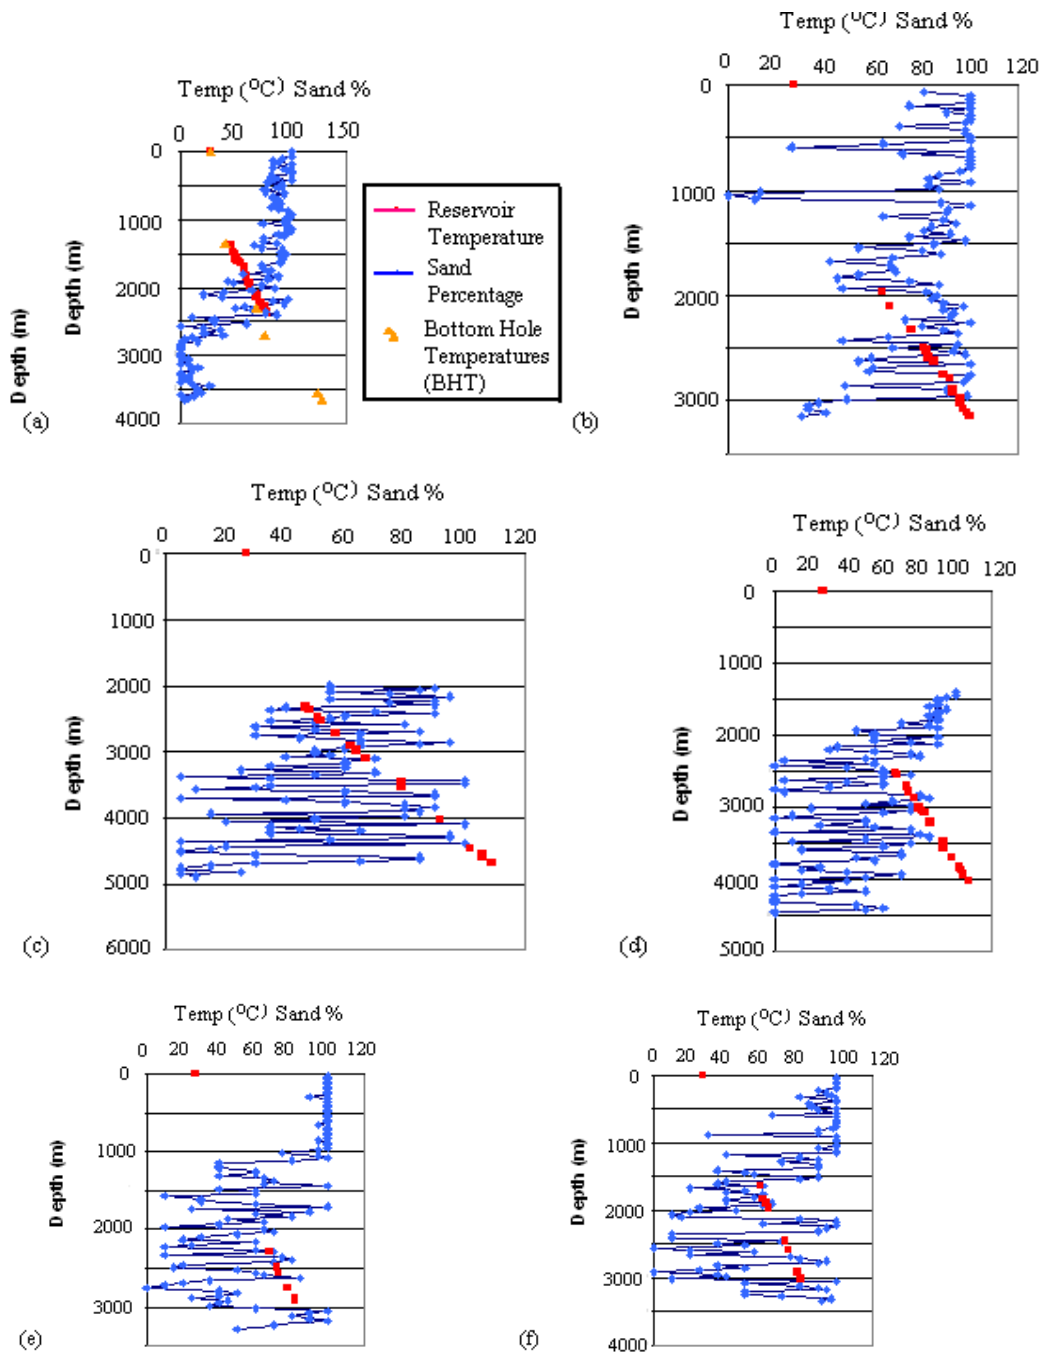 Temp (°C) Sand %
0 50 100 150
0
1000
2000
3000
4000
Depth (m)
Depth (m)
(a)
Reservoir
Temperature
Sand
Percentage
Bottom Hole
Temperatures
(BHT)
Temp (°C) Sand %
0 20 40 60 80 100 120
0
1000
2000
3000
Depth (m)
(b)
Temp (°C) Sand %
0 20 40 60 80 100 120
0
1000
2000
3000
4000
5000
6000
Depth (m)
(c)
Temp (°C) Sand %
0 20 40 60 80 100 120
0
1000
2000
3000
4000
5000
Depth (m)
(d)
Temp (°C) Sand %
0 20 40 60 80 100 120
0
1000
2000
3000
Depth (m)
(e)
Temp (°C) Sand %
0 20 40 60 80 100 120
0
1000
2000
3000
4000
Depth (m)
(f)